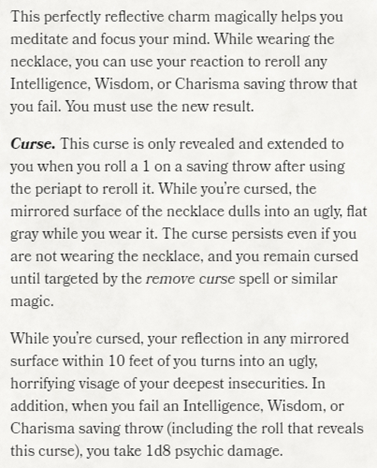 This perfectly reflective charm magically helps you
meditate and focus your mind. While wearing the
necklace, you can use your reaction to reroll any
Intelligence, Wisdom, or Charisma saving throw that
you fail. You must use the new result.
Curse. This curse is only revealed and extended to
you when you roll a 1 on a saving throw after using
the periapt to reroll it. While you're cursed, the
mirrored surface of the necklace dulls into an ugly, flat
gray while you wear it. The curse persists even if you
are not wearing the necklace, and you remain cursed
until targeted by the remove curse spell or similar
magic.
While you're cursed, your reflection in any mirrored
surface within 10 feet of you turns into an ugly,
horrifying visage of your deepest insecurities. In
addition, when you fail an Intelligence, Wisdom, or
Charisma saving throw (including the roll that reveals
this curse), you take 1d8 psychic damage.